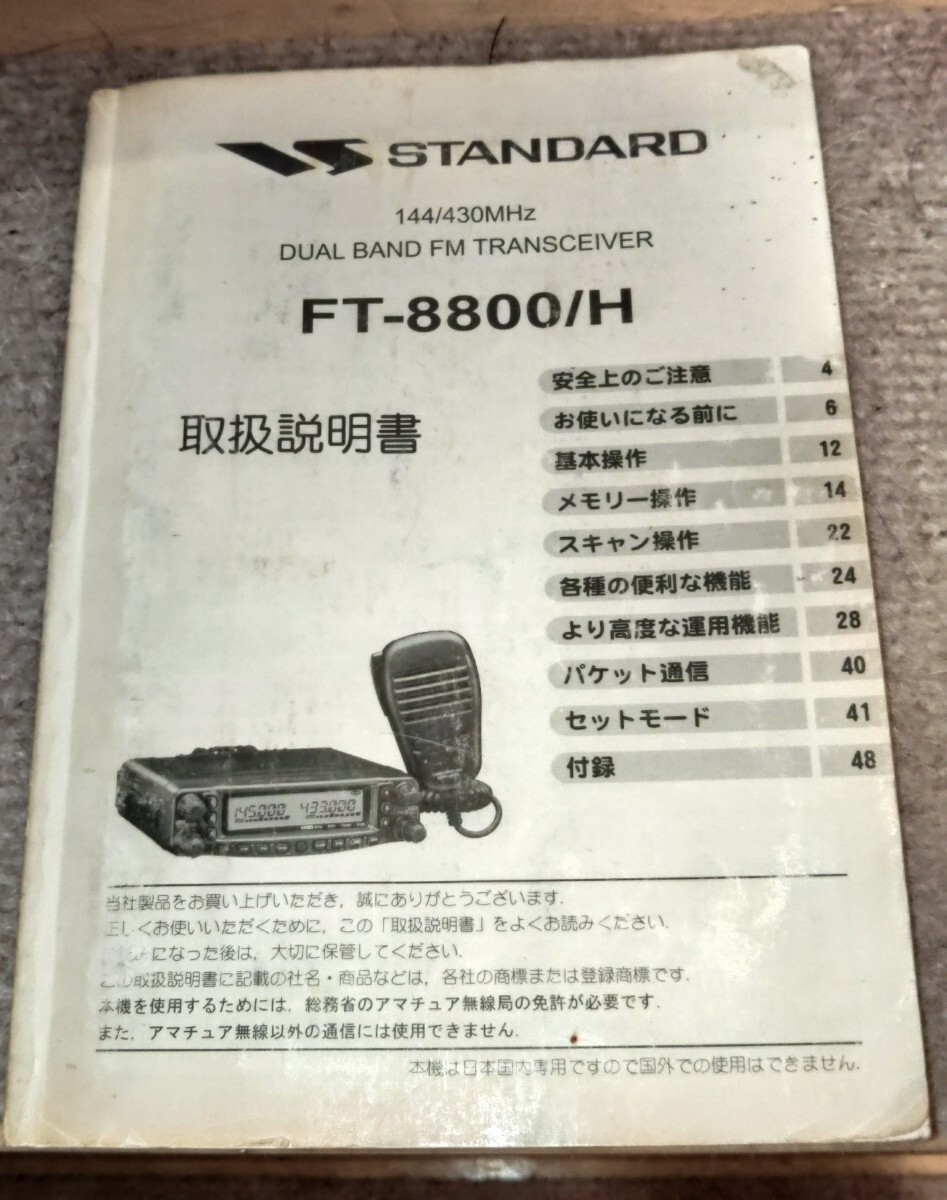 STANDARD
144/430MHz
DUAL BAND FM TRANSCEIVER
FT-8800/H
取扱説明書
安全上のご注意 4
お使いになる前に 6
基本操作 12
メモリー操作 14
スキャン操作 22
各種の便利な機能 24
より高度な運用機能 28
パケット通信 40
セットモード 41
付録 48
145.000 433.000
当社製品をお買い上げいただき，誠にありがとうございます．
正しくお使いいただくために，この「取扱説明書」をよくお読みください．
になった後は，大切に保管してください．
この取扱説明書に記載の社名・商品名などは，各社の商標または登録商標です．
本機を使用するためには，総務省のアマチュア無線局の免許が必要です．
また，アマチュア無線以外の通信には使用できません．
本機は日本国内専用ですので国外での使用はできません．